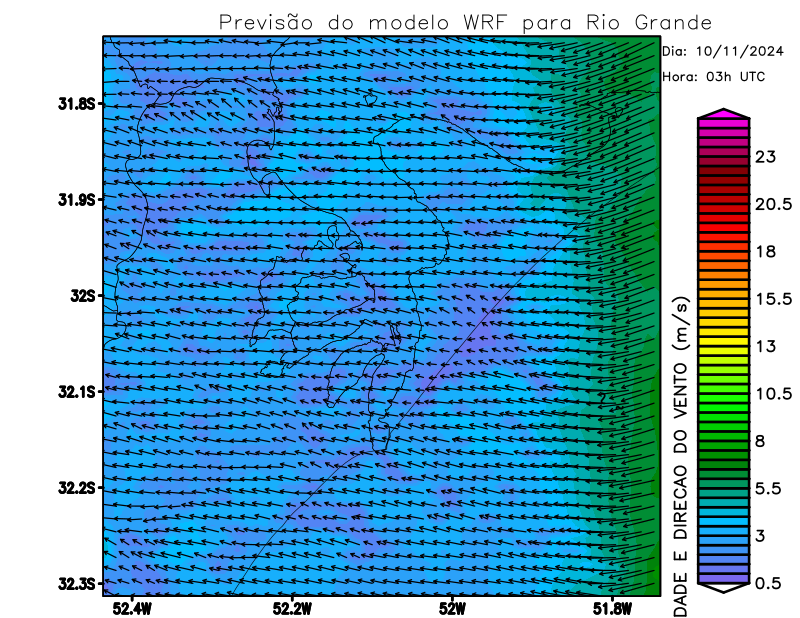 Previsão do modelo WRF para Rio Grande
Dia: 10/11/2024
Hora: 03h UTC
31.8S
31.9S
32S
32.1S
32.2S
32.3S
52.4W
52.2W
52W
51.8W
23
20.5
18
15.5
13
10.5
8
5.5
3
0.5
DADE E DIRECAO DO VENTO (m/s)